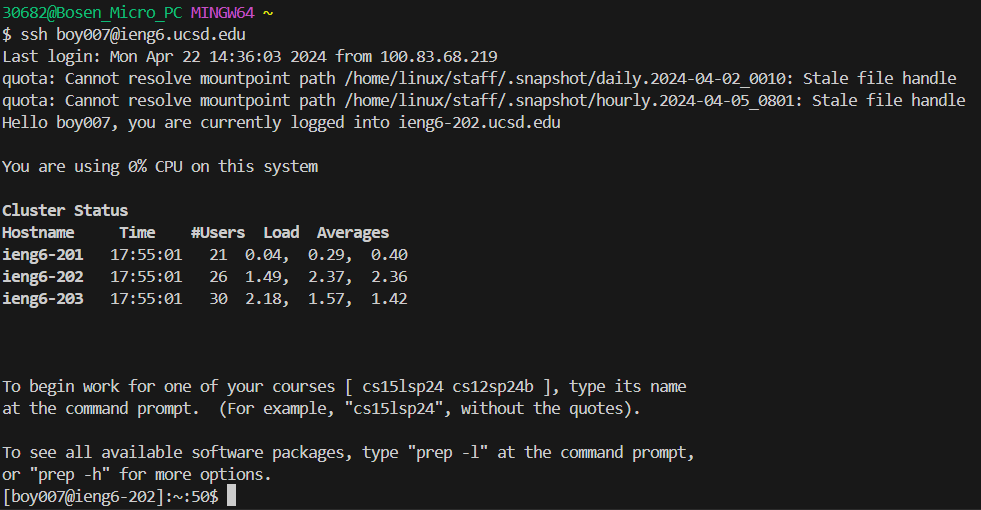 30682@Bosen_Micro_PC MINGW64 ~
$ ssh boy007@ieng6.ucsd.edu
Last login: Mon Apr 22 14:36:03 2024 from 100.83.68.219
quota: Cannot resolve mountpoint path /home/linux/staff/.snapshot/daily.2024-04-02_0010: Stale file handle
quota: Cannot resolve mountpoint path /home/linux/staff/.snapshot/hourly.2024-04-05_0801: Stale file handle
Hello boy007, you are currently logged into ieng6-202.ucsd.edu
You are using 0% CPU on this system
Cluster Status
Hostname     Time    #Users  Load  Averages
ieng6-201   17:55:01   21  0.04,  0.29,  0.40
ieng6-202   17:55:01   26  1.49,  2.37,  2.36
ieng6-203   17:55:01   30  2.18,  1.57,  1.42
To begin work for one of your courses [ cs15lsp24 cs12sp24b ], type its name
at the command prompt.  (For example, "cs15lsp24", without the quotes).
To see all available software packages, type "prep -l" at the command prompt,
or "prep -h" for more options.
[boy007@ieng6-202]:~:50$